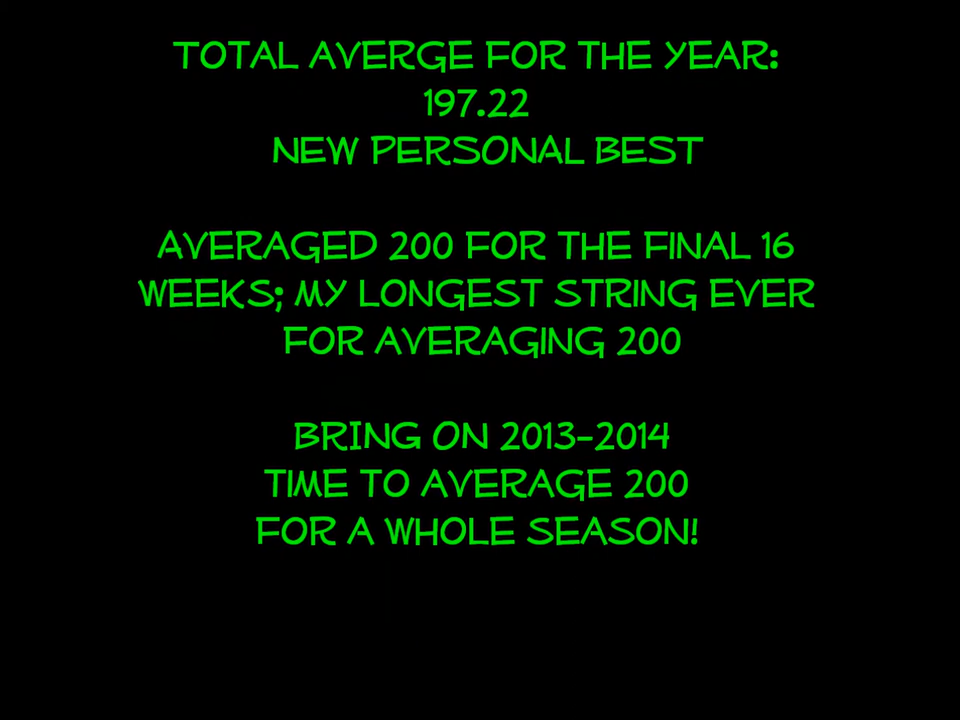 TOTAL AVERGE FOR THE YEAR:
197.22
NEW PERSONAL BEST
AVERAGED 200 FOR THE FINAL 16
WEEKS; MY LONGEST STRING EVER
FOR AVERAGING 200
BRING ON 2013-2014
TIME TO AVERAGE 200
FOR A WHOLE SEASON!